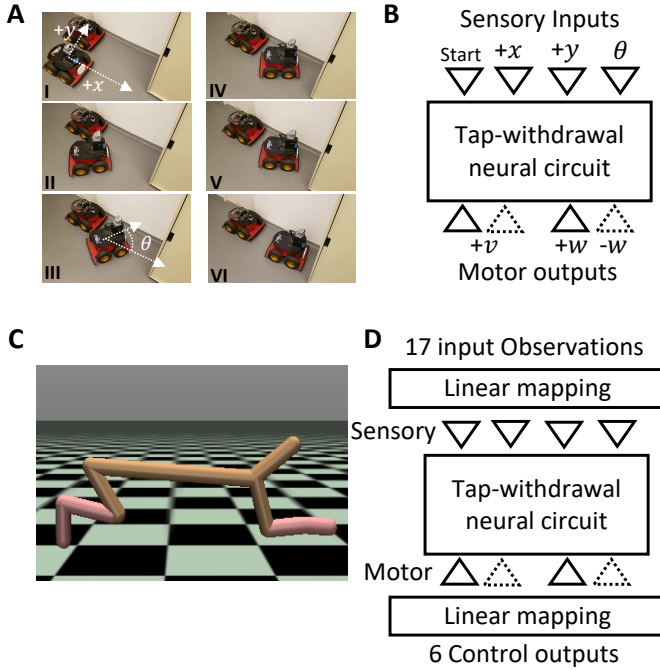 A
+y
+x
I
II
θ
III
IV
V
VI
B
Sensory Inputs
Start +x +y θ
Tap-withdrawal
neural circuit
+v +w -w
Motor outputs
C
D
17 input Observations
Linear mapping
Sensory
Tap-withdrawal
neural circuit
Motor
Linear mapping
6 Control outputs